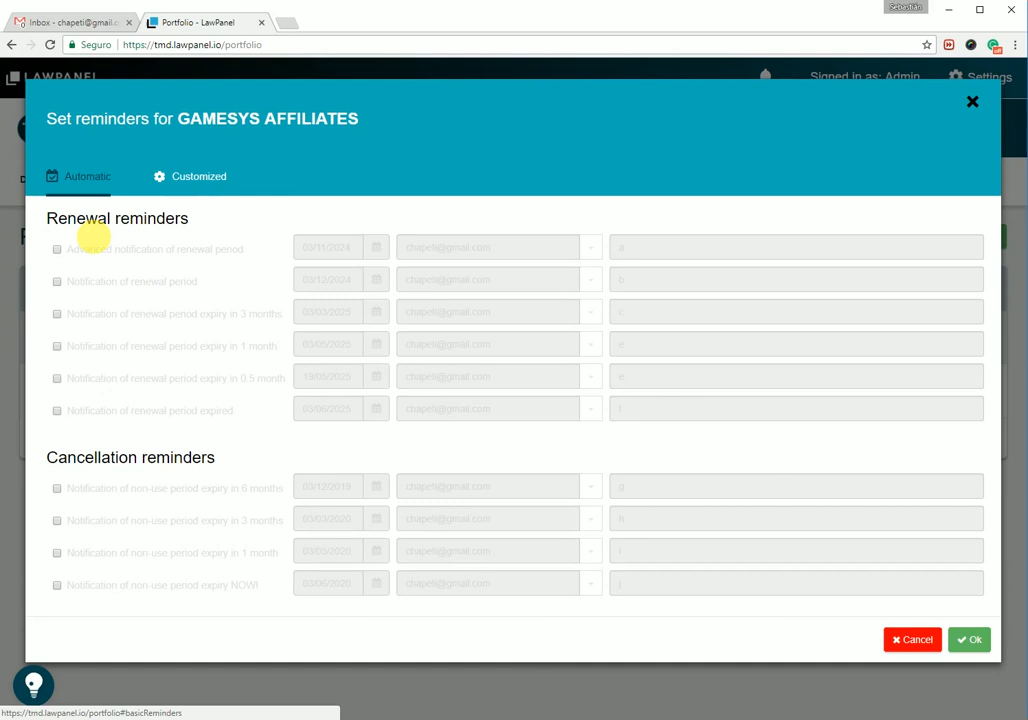 Sebastián
Inbox - chapeti@gmail.c
Portfolio - LawPanel
Seguro https://tmd.lawpanel.io/portfolio
off
LAWPANEL Signed in as: Admin Settings
Set reminders for GAMESYS AFFILIATES
Automatic Customized
Renewal reminders
Advanced notification of renewal period 03/11/2024 chapeti@gmail.com a
Notification of renewal period 03/12/2024 chapeti@gmail.com b
Notification of renewal period expiry in 3 months 03/03/2025 chapeti@gmail.com c
Notification of renewal period expiry in 1 month 03/05/2025 chapeti@gmail.com e
Notification of renewal period expiry in 0.5 month 19/05/2025 chapeti@gmail.com e
Notification of renewal period expired 03/06/2025 chapeti@gmail.com
Cancellation reminders
Notification of non-use period expiry in 6 months 03/12/2019 chapeti@gmail.com
Notification of non-use period expiry in 3 months 03/03/2020 chapeti@gmail.com h
Notification of non-use period expiry in 1 month 03/05/2020 chapeti@gmail.com i
Notification of non-use period expiry NOW! 03/06/2020 chapeti@gmail.com j
Cancel Ok
https://tmd.lawpanel.io/portfolio#basicReminders